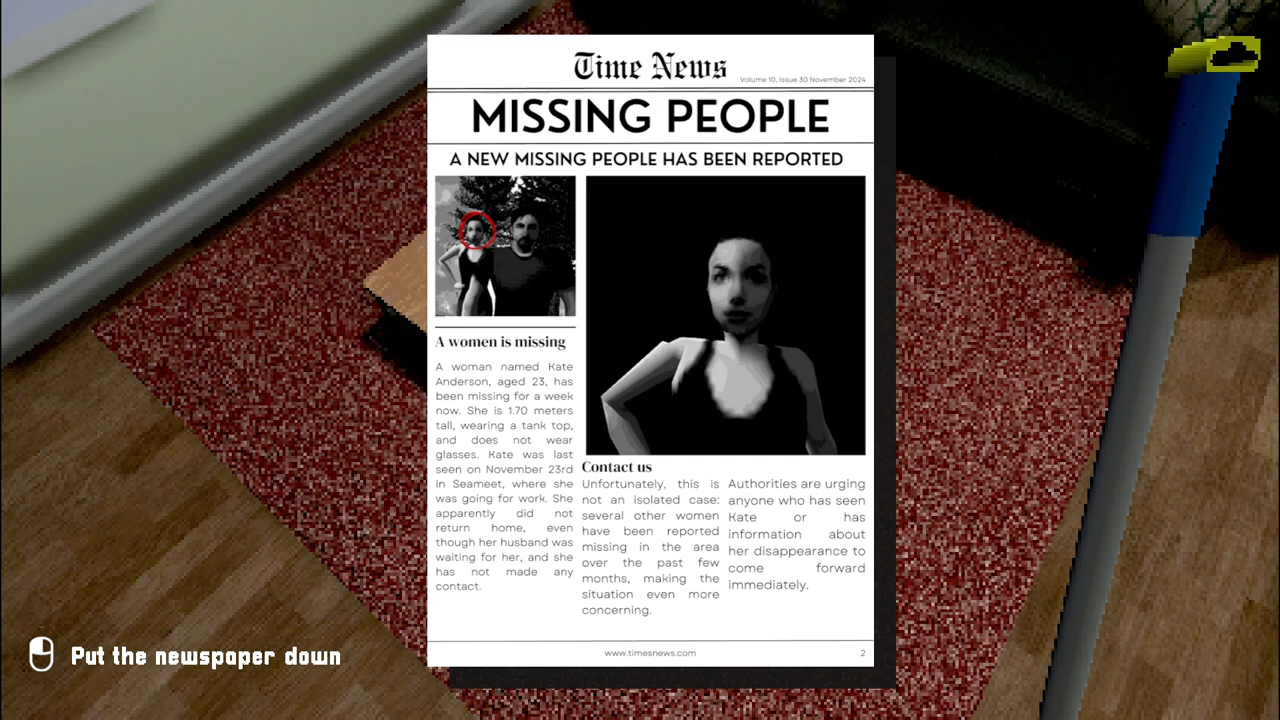 Time News
Volume 10, Issue 30 November 2024
MISSING PEOPLE
A NEW MISSING PEOPLE HAS BEEN REPORTED
A women is missing
A woman named Kate
Anderson, aged 23, has
been missing for a week
now. She is 1.70 meters
tall, wearing a tank top,
and does not wear
glasses. Kate was last
seen on November 23rd
in Seameet, where she
was going for work. She
apparently did not
return home, even
though her husband was
waiting for her, and she
has not made any
contact.
Contact us
Unfortunately, this is
not an isolated case:
several other women
have been reported
missing in the area
over the past few
months, making the
situation even more
concerning.
Authorities are urging
anyone who has seen
Kate or has
information about
her disappearance to
come forward
immediately.
www.timesnews.com
2
Put the newspaper down